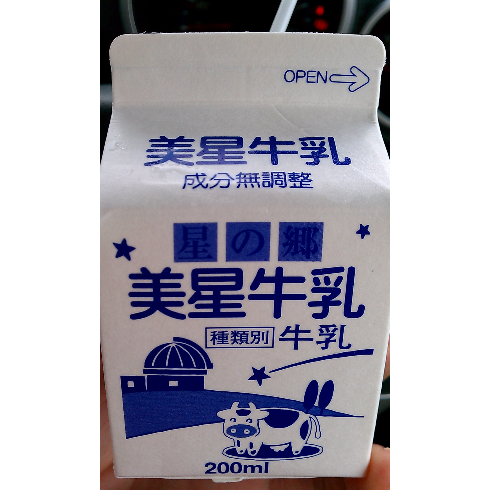 OPEN
美星牛乳
成分無調整
星の郷
美星牛乳
種類別 牛乳
200ml